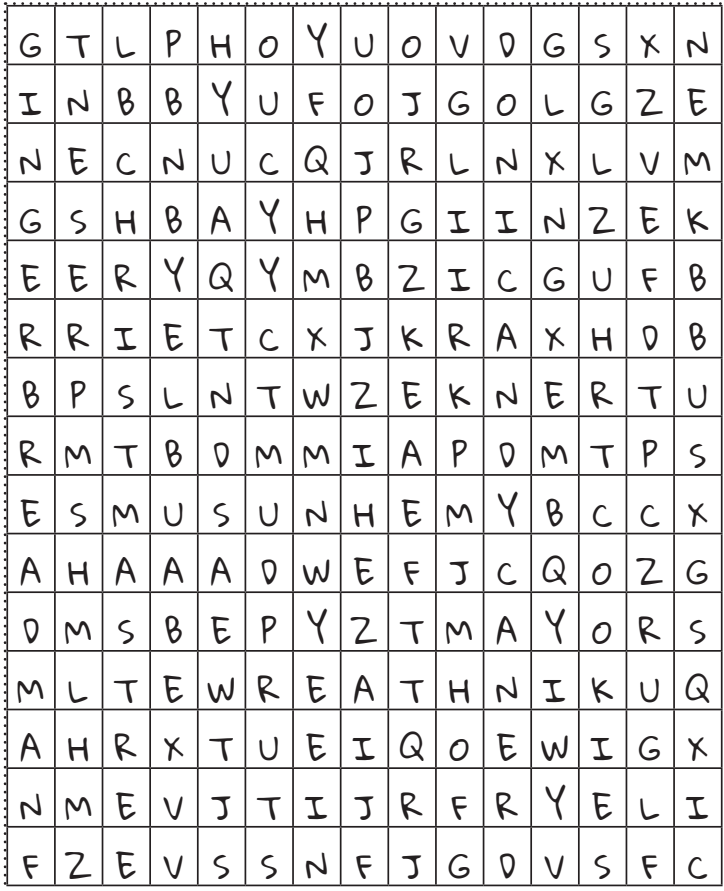 G T L P H O Y U O V D G S X N
I N B B Y U F O J G O L G Z E
N E C N U C Q J R L N X L V M
G S H B A Y H P G I I N Z E K
E E R Y Q Y M B Z I C G U F B
R R I E T C X J K R A X H D B
B P S L N T W Z E K N E R T U
R M T B D M M I A P D M T P S
E S M U S U N H E M Y B C C X
A H A A A D W E F J C Q O Z G
D M S B E P Y Z T M A Y O R S
M L T E W R E A T H N I K U Q
A H R X T U E I Q O E W I G X
N M E V J T I J R F R Y E L I
F Z E V S S N F J G D V S F C